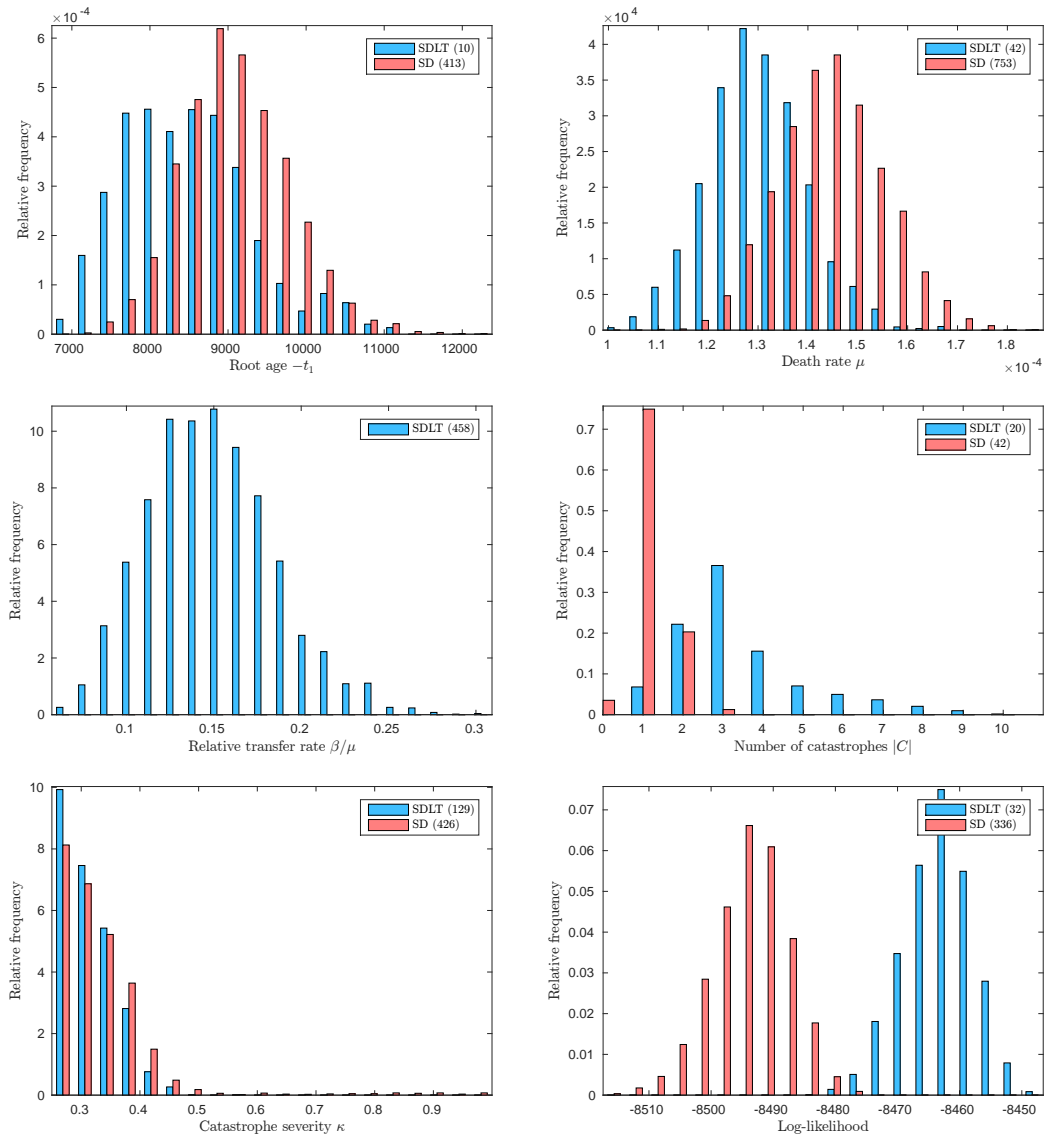 ×10⁻⁴
6
5
4
3
2
1
0
Relative frequency
SDLT (10)
SD (413)
7000 8000 9000 10000 11000 12000
Root age −t₁
×10⁴
4
3.5
3
2.5
2
1.5
1
0.5
0
Relative frequency
SDLT (42)
SD (753)
1 1.1 1.2 1.3 1.4 1.5 1.6 1.7 1.8
Death rate μ
×10⁻⁴
10
8
6
4
2
0
Relative frequency
SDLT (458)
0.1 0.15 0.2 0.25 0.3
Relative transfer rate β/μ
0.7
0.6
0.5
0.4
0.3
0.2
0.1
0
Relative frequency
SDLT (20)
SD (42)
0 1 2 3 4 5 6 7 8 9 10
Number of catastrophes |C|
10
8
6
4
2
0
Relative frequency
SDLT (129)
SD (426)
0.3 0.4 0.5 0.6 0.7 0.8 0.9
Catastrophe severity κ
0.07
0.06
0.05
0.04
0.03
0.02
0.01
0
Relative frequency
SDLT (32)
SD (336)
-8510 -8500 -8490 -8480 -8470 -8460 -8450
Log-likelihood